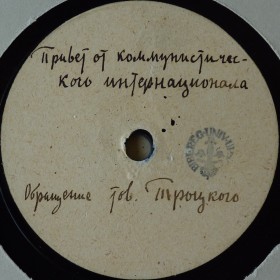 Привет от коммунистичес-
кого интернационала
Обращение тов. Троцкого